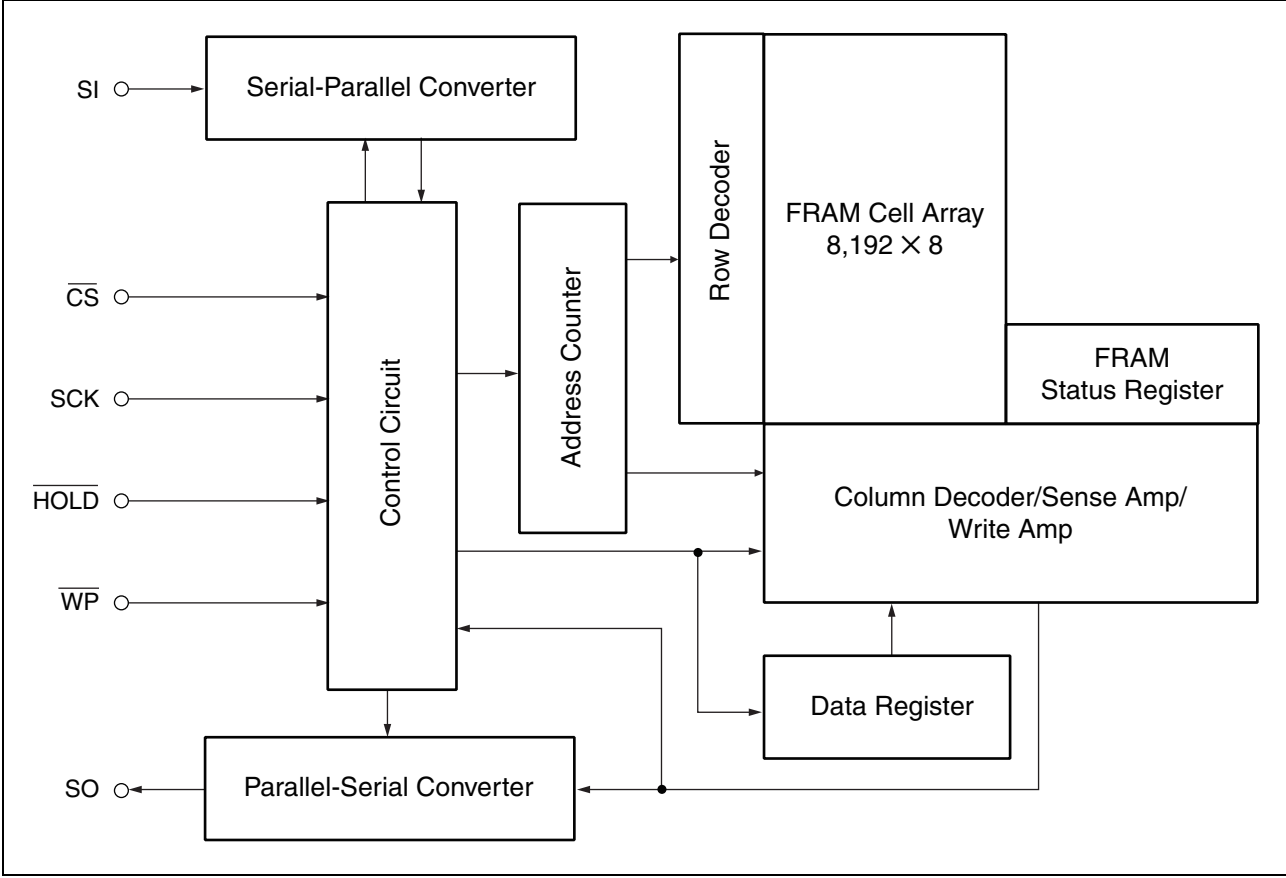 SI
Serial-Parallel Converter
CS
SCK
HOLD
WP
Control Circuit
Address Counter
Row Decoder
FRAM Cell Array
8,192 × 8
FRAM
Status Register
Column Decoder/Sense Amp/
Write Amp
Data Register
SO
Parallel-Serial Converter